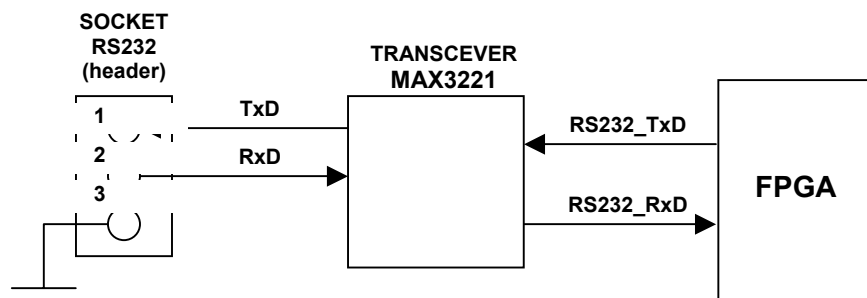 SOCKET
RS232
(header)
1
2
3
TxD
RxD
TRANSCEVER
MAX3221
RS232_TxD
RS232_RxD
FPGA